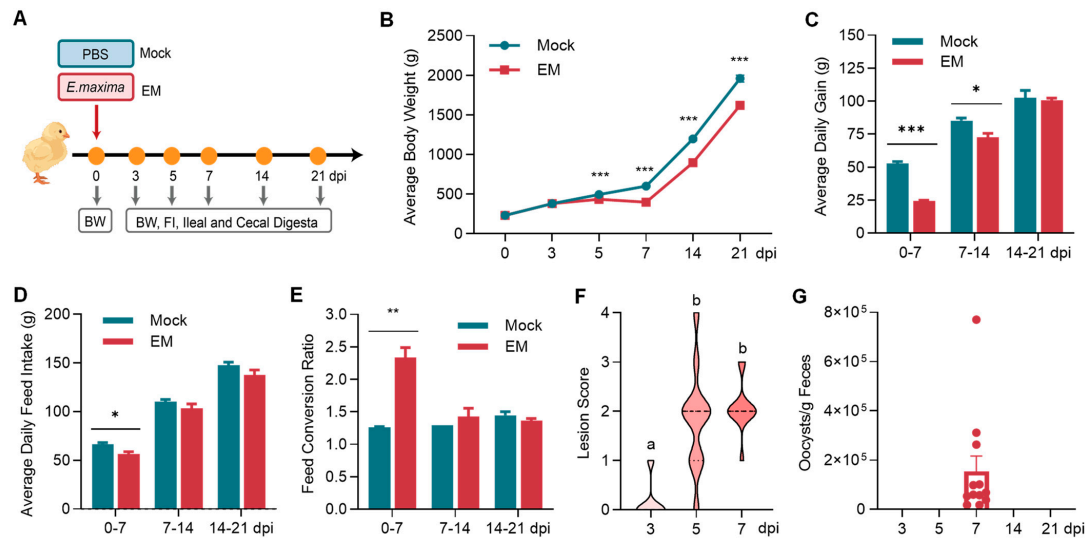 A
PBS
Mock
E.maxima
EM
0 3 5 7 14 21 dpi
BW
BW, FI, Ileal and Cecal Digesta
B
Average Body Weight (g)
2500
2000
1500
1000
500
0
Mock
EM
***
***
***
***
0 3 5 7 14 21 dpi
C
Average Daily Gain (g)
150
125
100
75
50
25
0
Mock
EM
***
*
0-7 7-14 14-21 dpi
D
Average Daily Feed Intake (g)
200
150
100
50
0
Mock
EM
*
0-7 7-14 14-21 dpi
E
Feed Conversion Ratio
3.0
2.5
2.0
1.5
1.0
0.5
0.0
**
Mock
EM
0-7 7-14 14-21 dpi
F
Lesion Score
4
3
2
1
0
a
b
b
3 5 7 dpi
G
Oocysts/g Feces
8×10⁵
6×10⁵
4×10⁵
2×10⁵
0
3 5 7 14 21 dpi